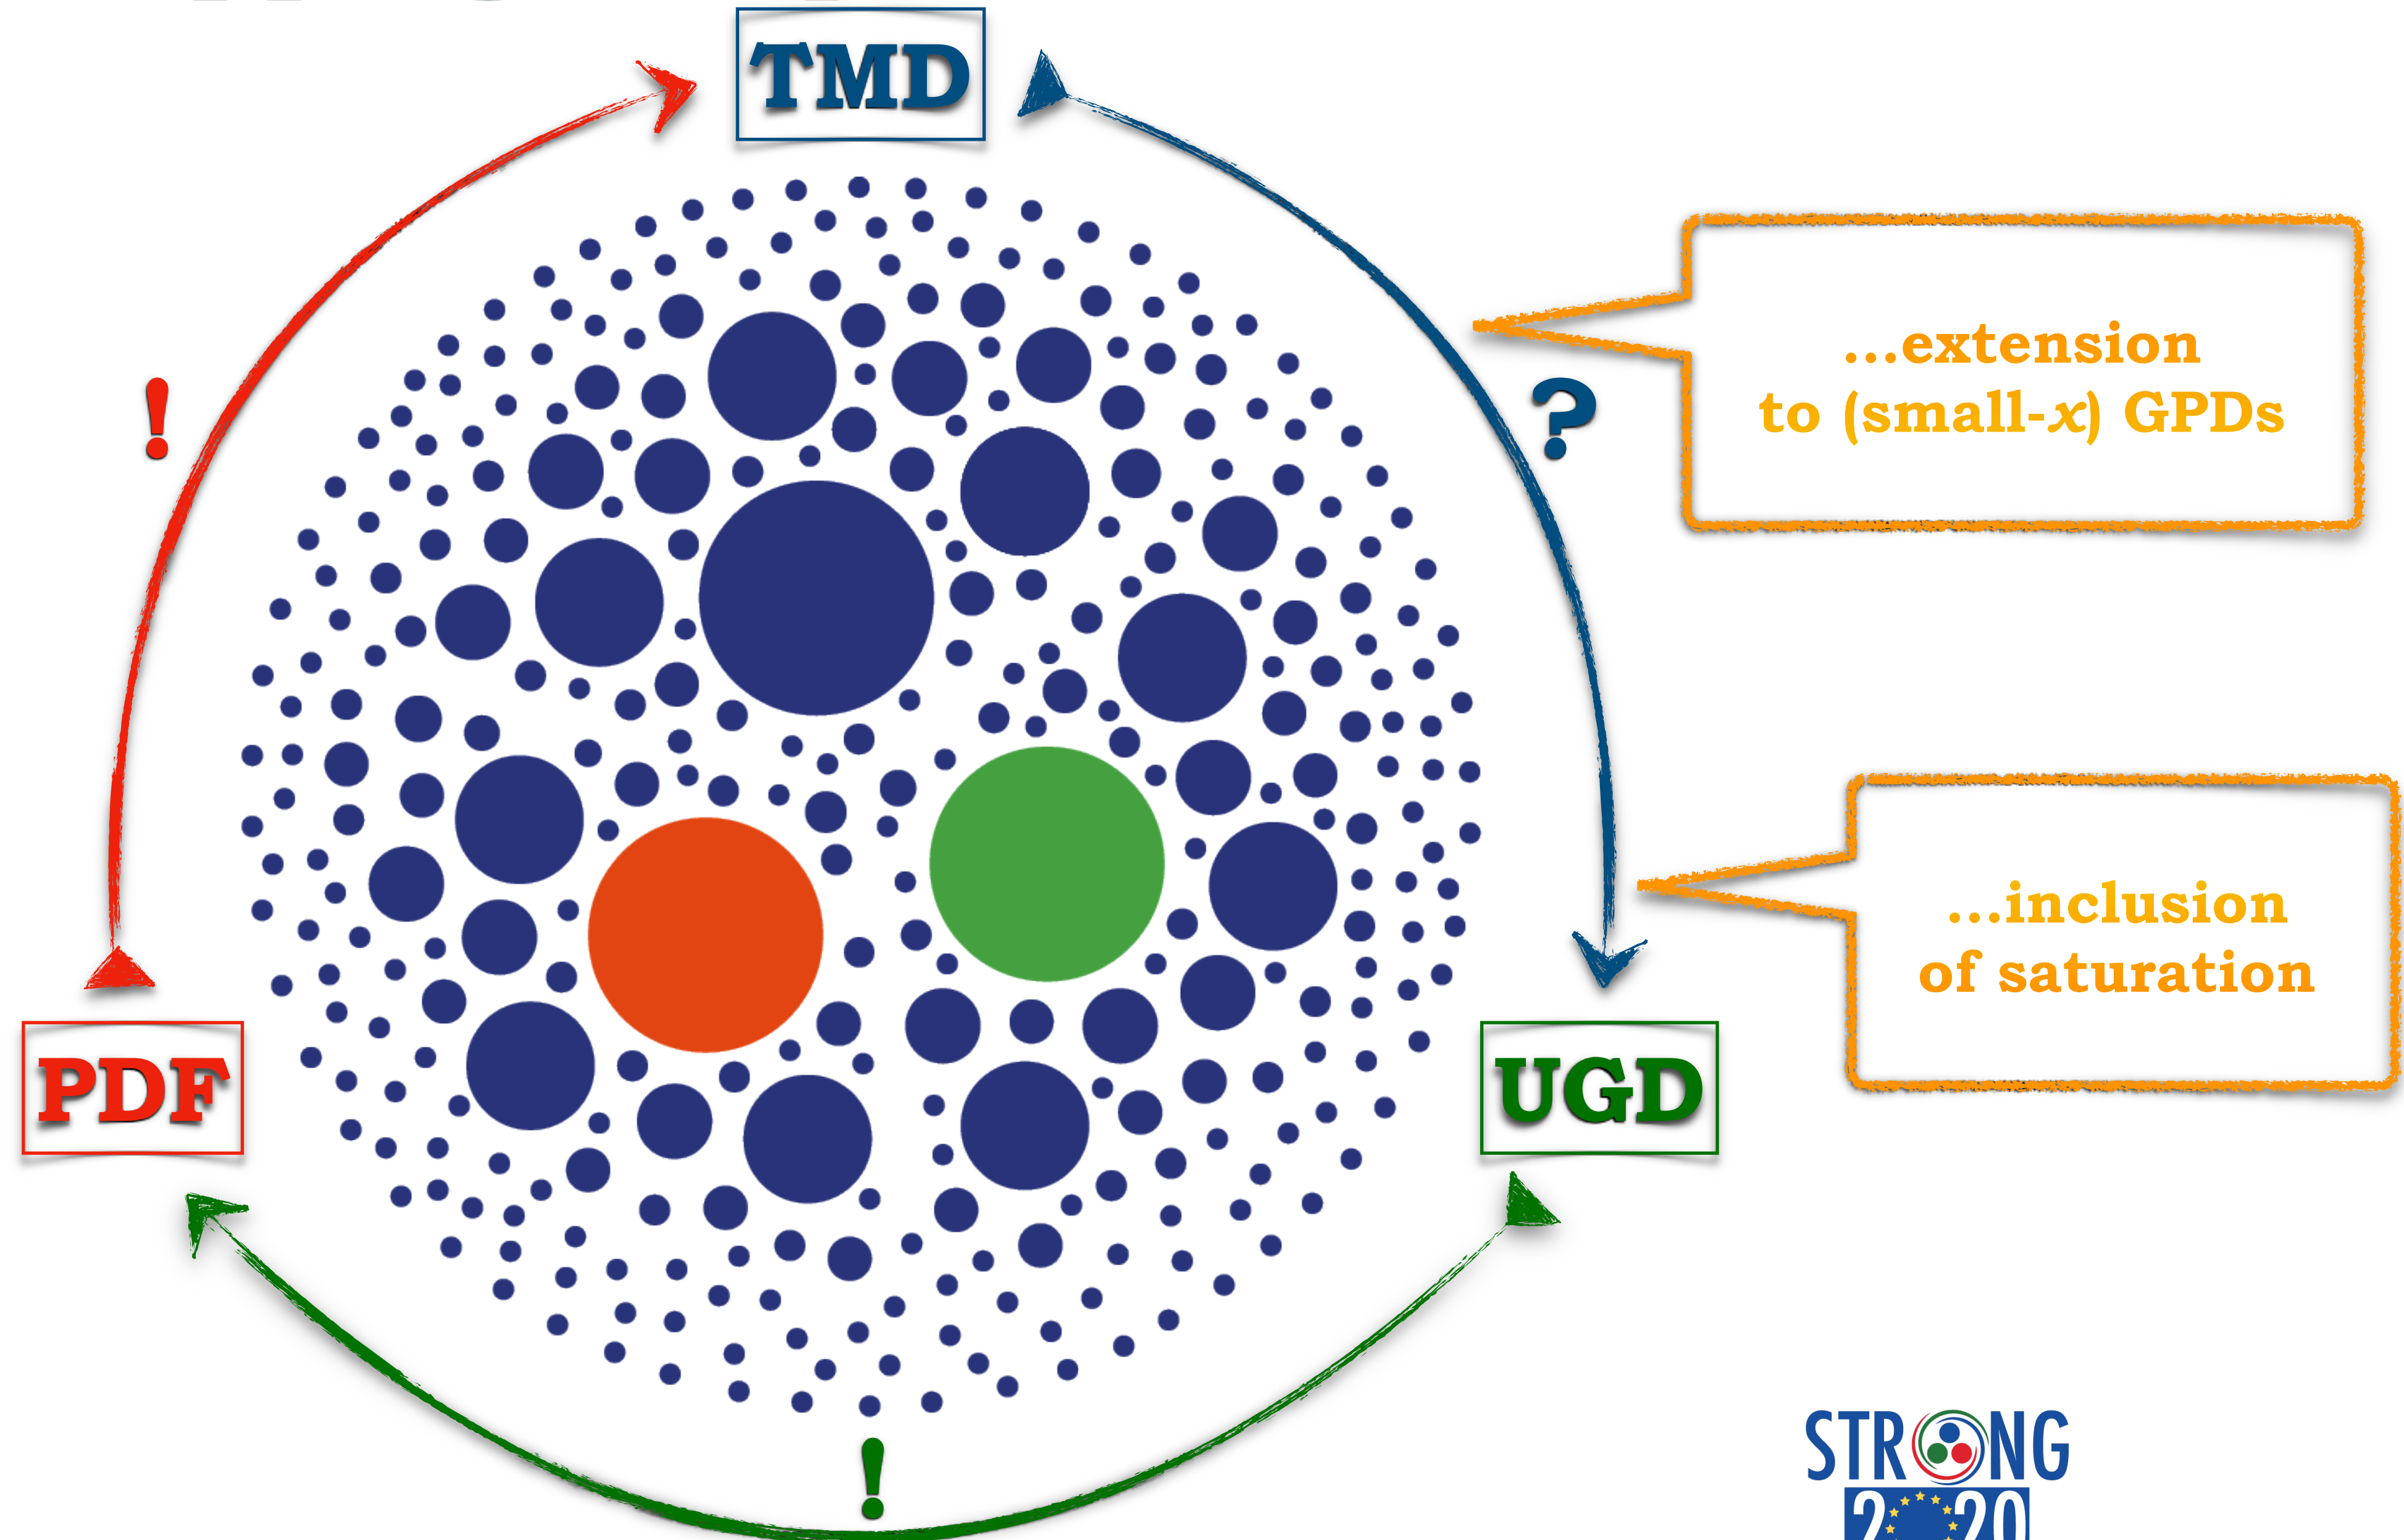 TMD
!
?
...extension
to (small-x) GPDs
...inclusion
of saturation
PDF
UGD
!
STRONG
2020